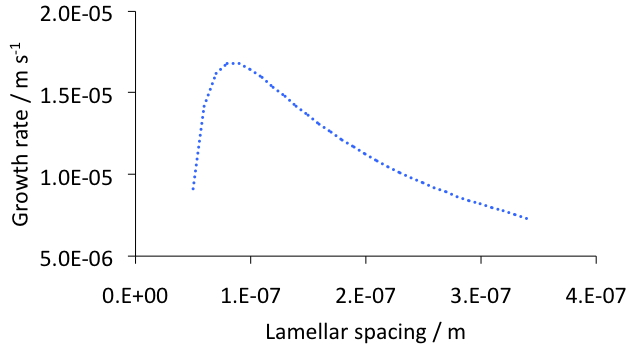 2.0E-05
1.5E-05
1.0E-05
5.0E-06
Growth rate / m s⁻¹
0.E+00 1.E-07 2.E-07 3.E-07 4.E-07
Lamellar spacing / m